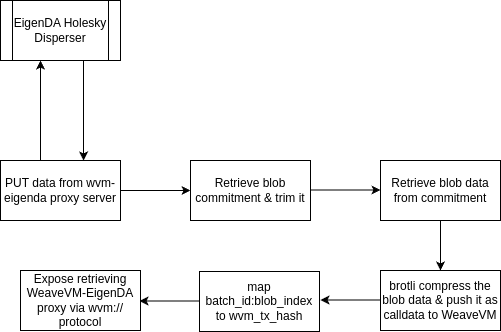 EigenDA Holesky
Disperser
PUT data from wvm-
eigenda proxy server
Retrieve blob
commitment & trim it
Retrieve blob data
from commitment
brotli compress the
blob data & push it as
calldata to WeaveVM
map
batch_id:blob_index
to wvm_tx_hash
Expose retrieving
WeaveVM-EigenDA
proxy via wvm://
protocol